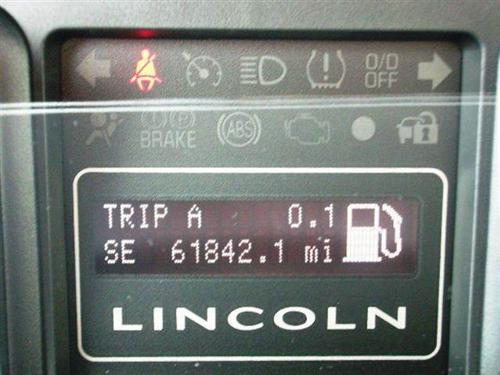 O/D
OFF
(!) (P) ABS
BRAKE
TRIP A 0.1
SE 61842.1 mi
LINCOLN